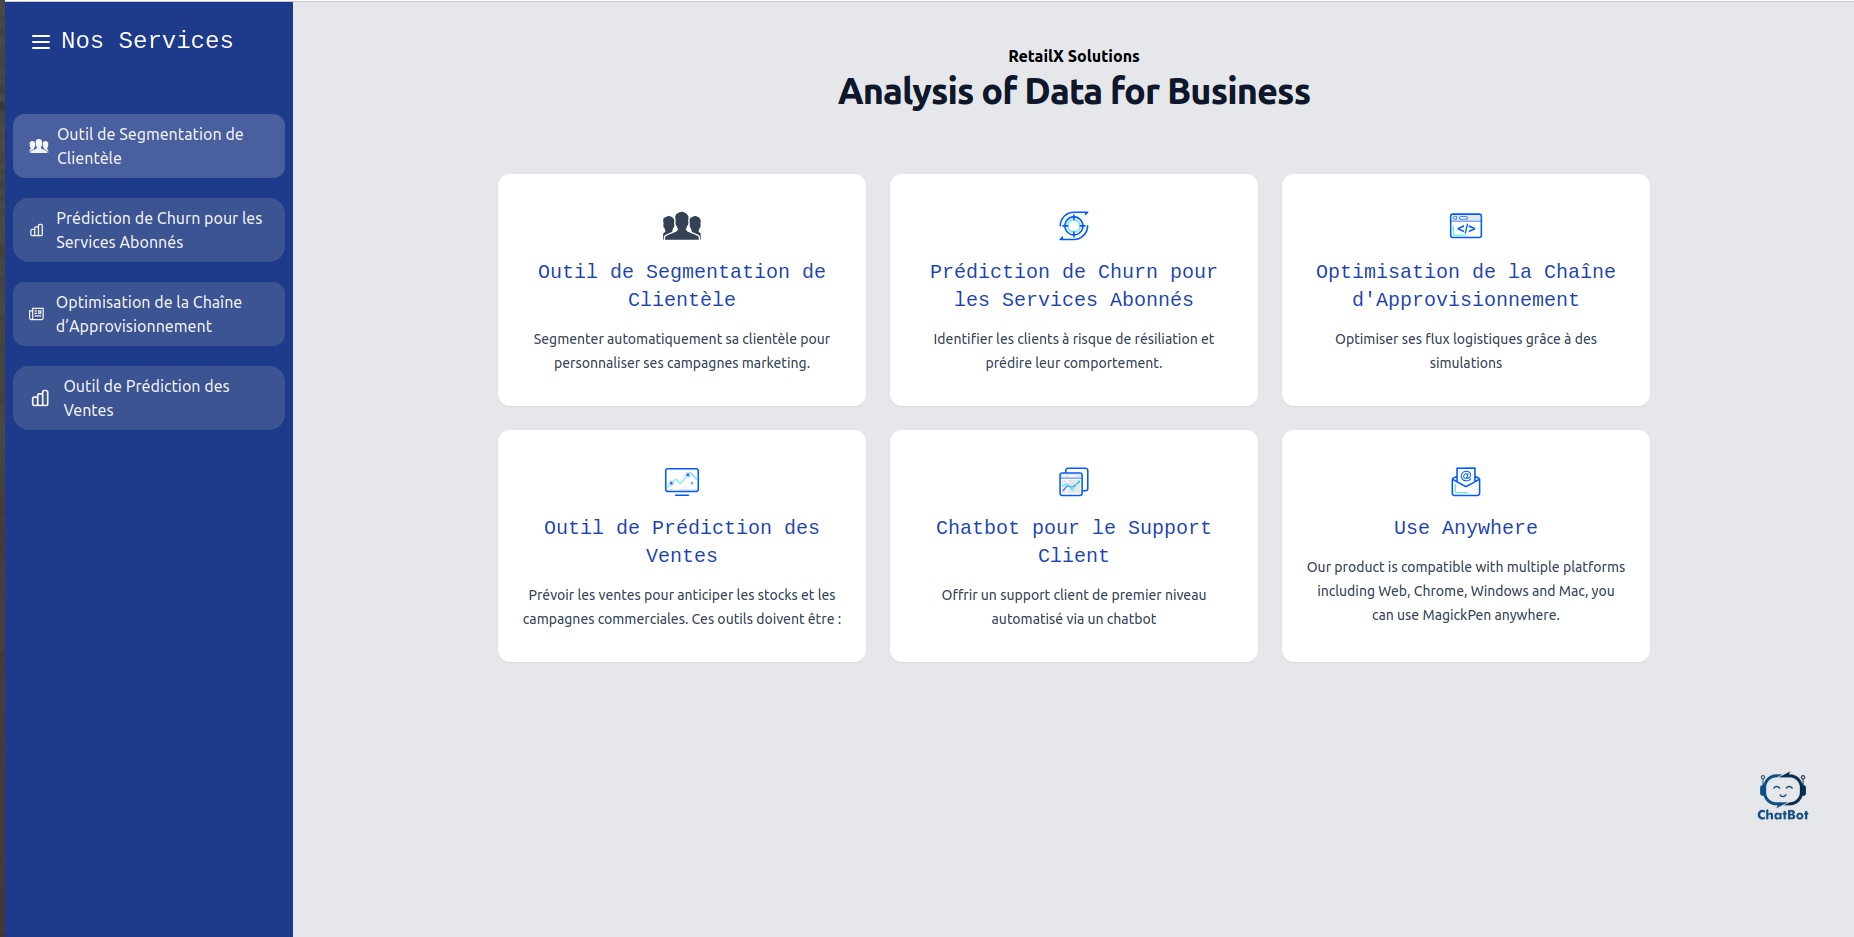 Nos Services
Outil de Segmentation de
Clientèle
Prédiction de Churn pour les
Services Abonnés
Optimisation de la Chaîne
d’Approvisionnement
Outil de Prédiction des
Ventes
RetailX Solutions
Analysis of Data for Business
Outil de Segmentation de
Clientèle
Segmenter automatiquement sa clientèle pour
personnaliser ses campagnes marketing.
Prédiction de Churn pour
les Services Abonnés
Identifier les clients à risque de résiliation et
prédire leur comportement.
Optimisation de la Chaîne
d'Approvisionnement
Optimiser ses flux logistiques grâce à des
simulations
Outil de Prédiction des
Ventes
Prévoir les ventes pour anticiper les stocks et les
campagnes commerciales. Ces outils doivent être :
Chatbot pour le Support
Client
Offrir un support client de premier niveau
automatisé via un chatbot
Use Anywhere
Our product is compatible with multiple platforms
including Web, Chrome, Windows and Mac, you
can use MagickPen anywhere.
ChatBot